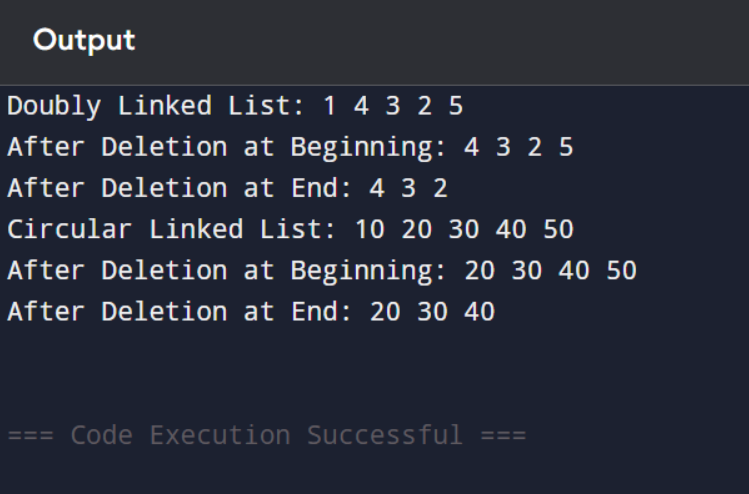 Output
Doubly Linked List: 1 4 3 2 5
After Deletion at Beginning: 4 3 2 5
After Deletion at End: 4 3 2
Circular Linked List: 10 20 30 40 50
After Deletion at Beginning: 20 30 40 50
After Deletion at End: 20 30 40
=== Code Execution Successful ===